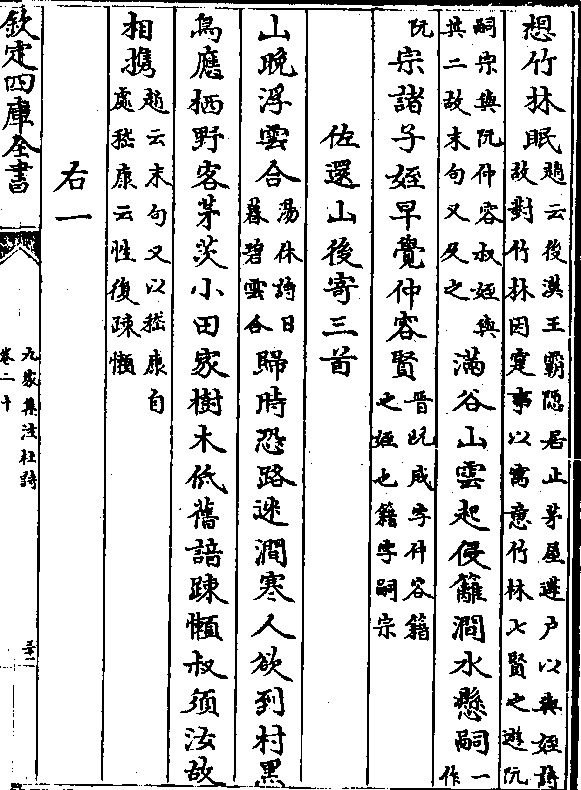 想竹林眠趙云後漢王霸隱居止茅屋蓬户以與姪詩故對竹林因寔事以寓意竹林七賢之遊阮
嗣宗與阮仲容叔姪與其二故末句又及之滿谷山雲起侵籬澗水懸嗣一作
阮宗諸子姪早覺仲容賢晉阮咸字仲容籍之姪也籍字嗣宗
佐還山後寄三首
山晚浮雲合湯休詩曰暮碧雲合歸時恐路迷澗寒人欲到村黑
鳥應栖野客茅茨小田家樹木低舊諳疎懶叔須汝故
相攜趙云末句又以嵇康自處嵇康云性復疎懶
右一
欽定四庫全書
九家集注杜詩
卷二十